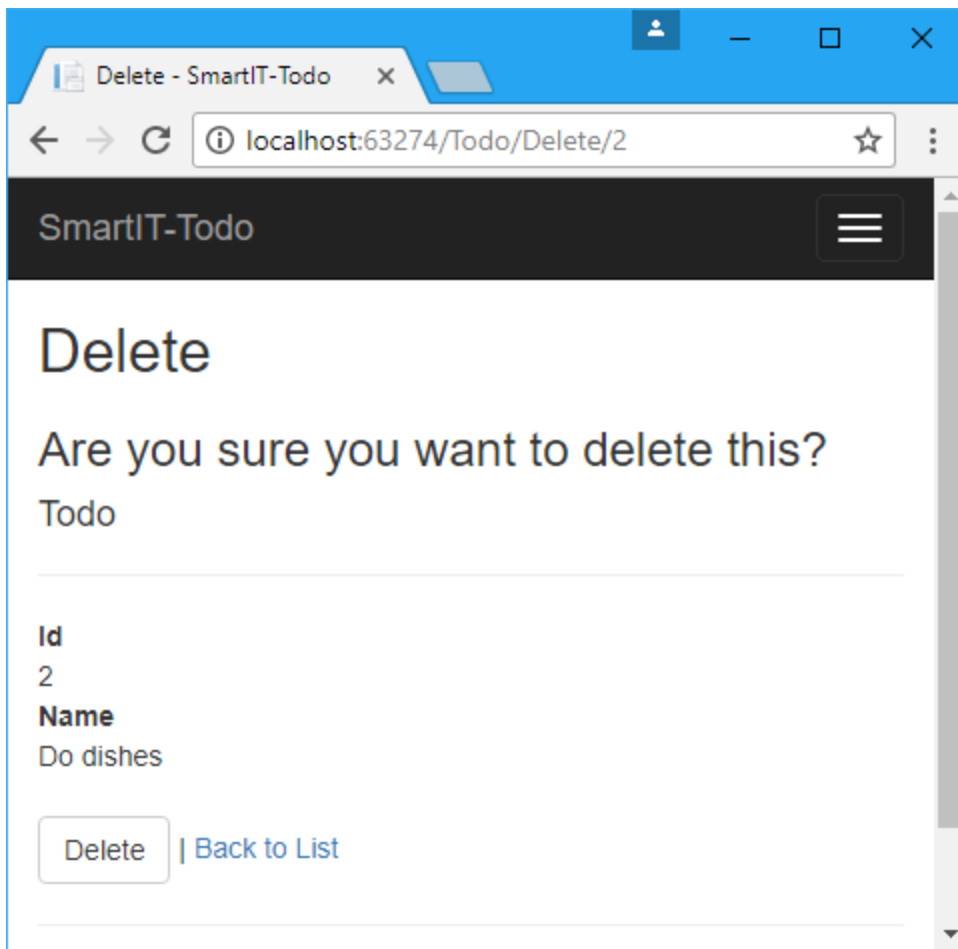 Delete - SmartIT-Todo
localhost:63274/Todo/Delete/2
SmartIT-Todo
Delete
Are you sure you want to delete this?
Todo
Id
2
Name
Do dishes
Delete | Back to List